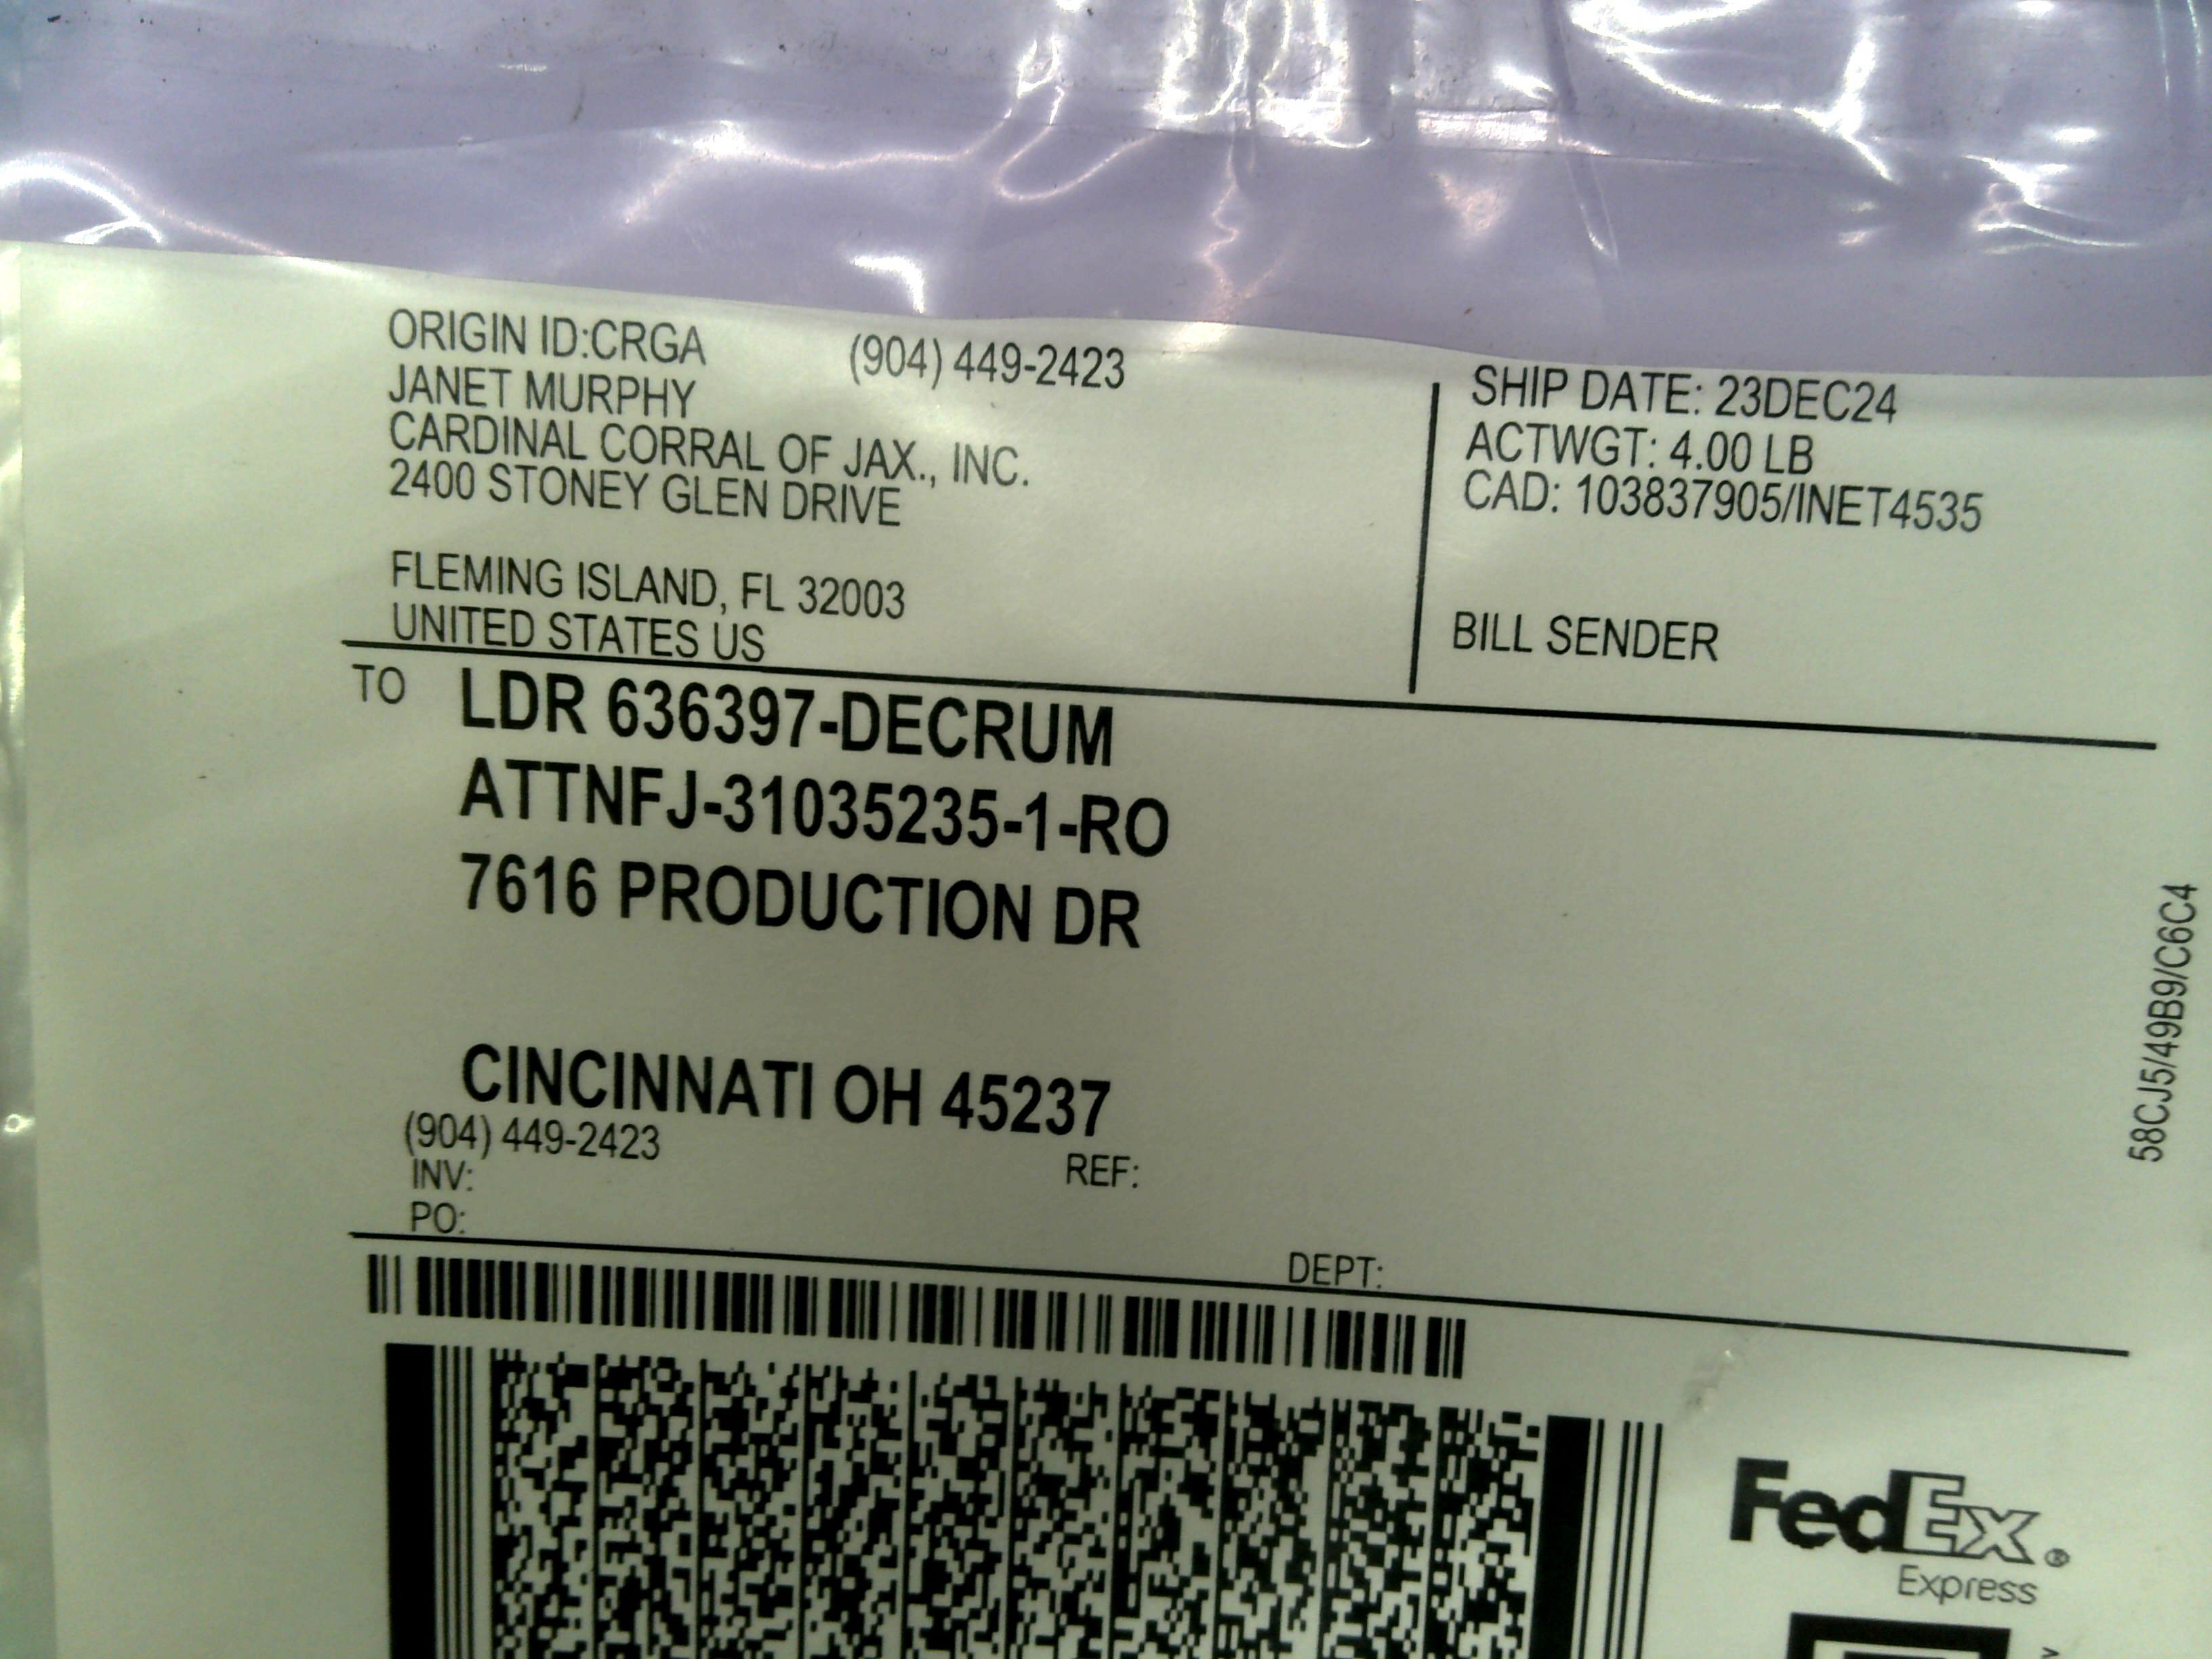 ORIGIN ID:CRGA (904) 449-2423
JANET MURPHY
CARDINAL CORRAL OF JAX., INC.
2400 STONEY GLEN DRIVE
FLEMING ISLAND, FL 32003
UNITED STATES US
SHIP DATE: 23DEC24
ACTWGT: 4.00 LB
CAD: 103837905/INET4535
BILL SENDER
TO LDR 636397-DECRUM
ATTNFJ-31035235-1-RO
7616 PRODUCTION DR
CINCINNATI OH 45237
(904) 449-2423
INV: REF:
PO:
DEPT:
58CJ5/49B9/C6C4
FedEx®
Express